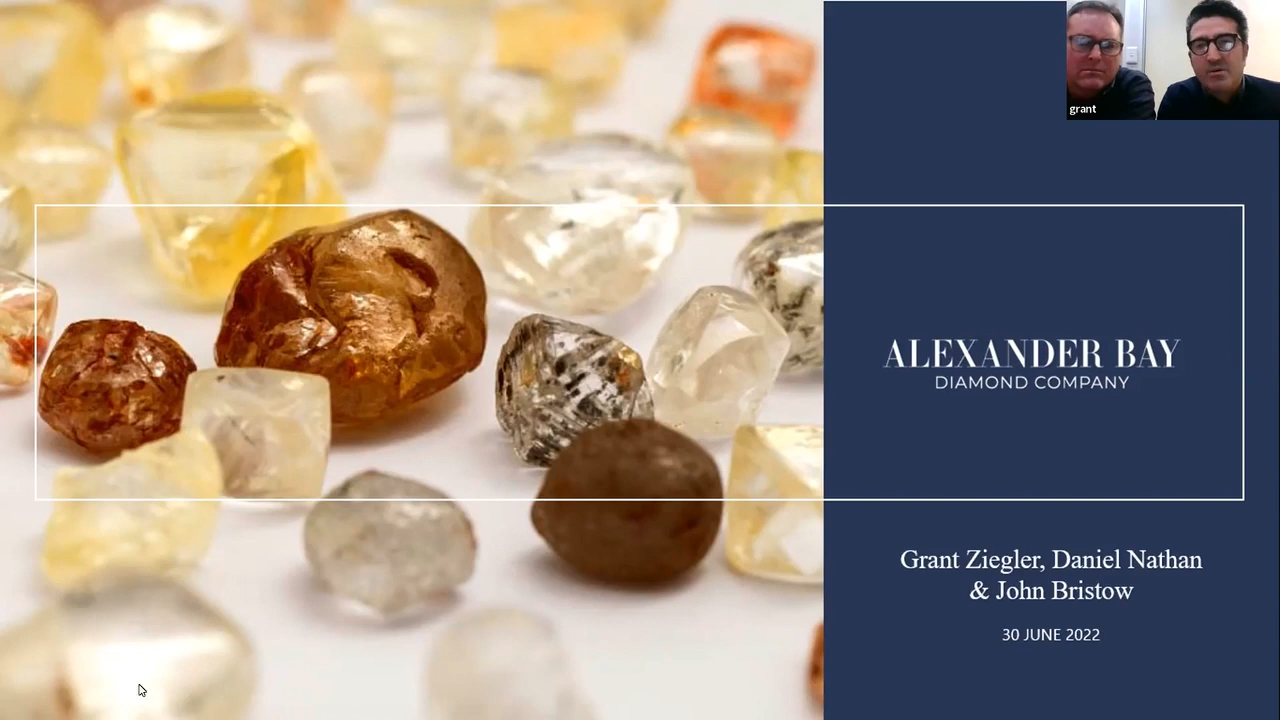 grant
ALEXANDER BAY
DIAMOND COMPANY
Grant Ziegler, Daniel Nathan
& John Bristow
30 JUNE 2022